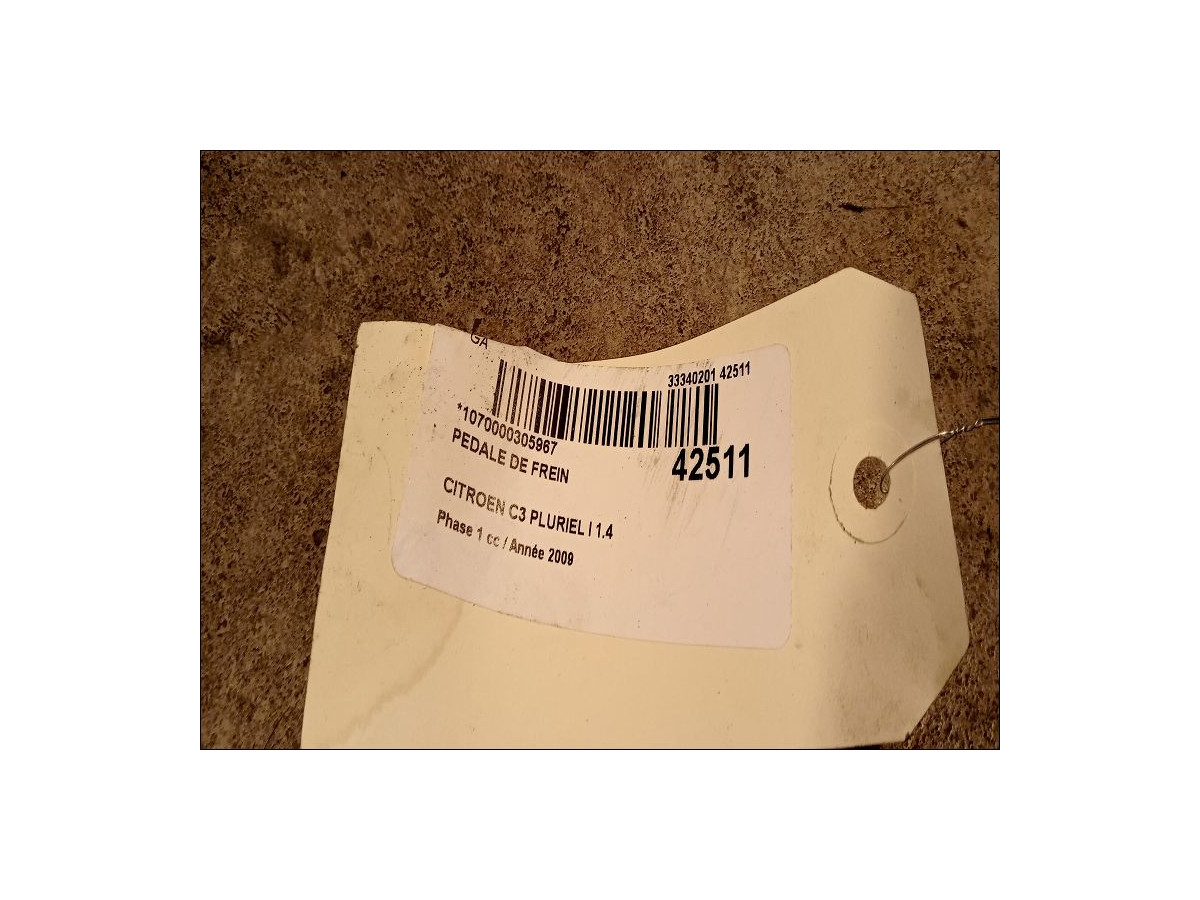 GA
33340201 42511
*1070000305967
PEDALE DE FREIN
42511
CITROEN C3 PLURIEL I 1.4
Phase 1 cc / Année 2009